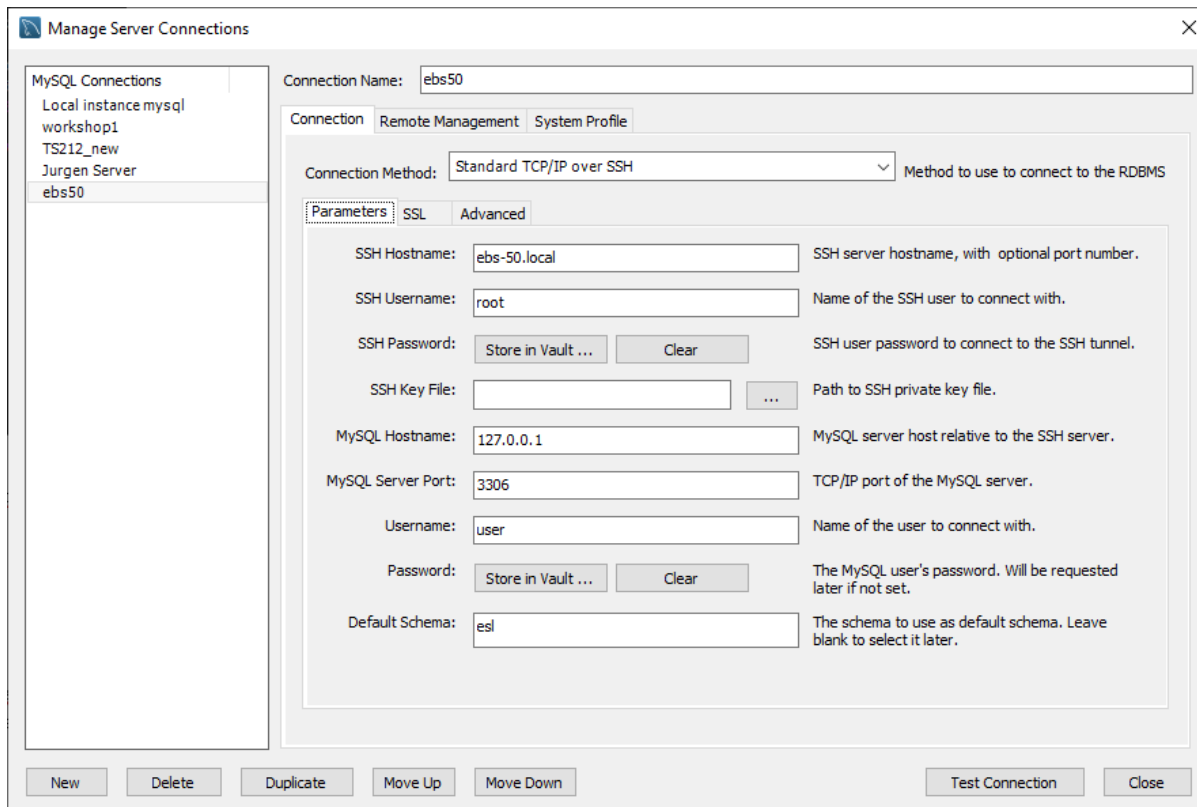 Manage Server Connections
MySQL Connections
Local instance mysql
workshop1
TS212_new
Jurgen Server
ebs50
Connection Name: ebs50
Connection Remote Management System Profile
Connection Method: Standard TCP/IP over SSH Method to use to connect to the RDBMS
Parameters SSL Advanced
SSH Hostname: ebs-50.local SSH server hostname, with optional port number.
SSH Username: root Name of the SSH user to connect with.
SSH Password: Store in Vault ... Clear SSH user password to connect to the SSH tunnel.
SSH Key File: ... Path to SSH private key file.
MySQL Hostname: 127.0.0.1 MySQL server host relative to the SSH server.
MySQL Server Port: 3306 TCP/IP port of the MySQL server.
Username: user Name of the user to connect with.
Password: Store in Vault ... Clear The MySQL user's password. Will be requested
later if not set.
Default Schema: esl The schema to use as default schema. Leave
blank to select it later.
New Delete Duplicate Move Up Move Down Test Connection Close